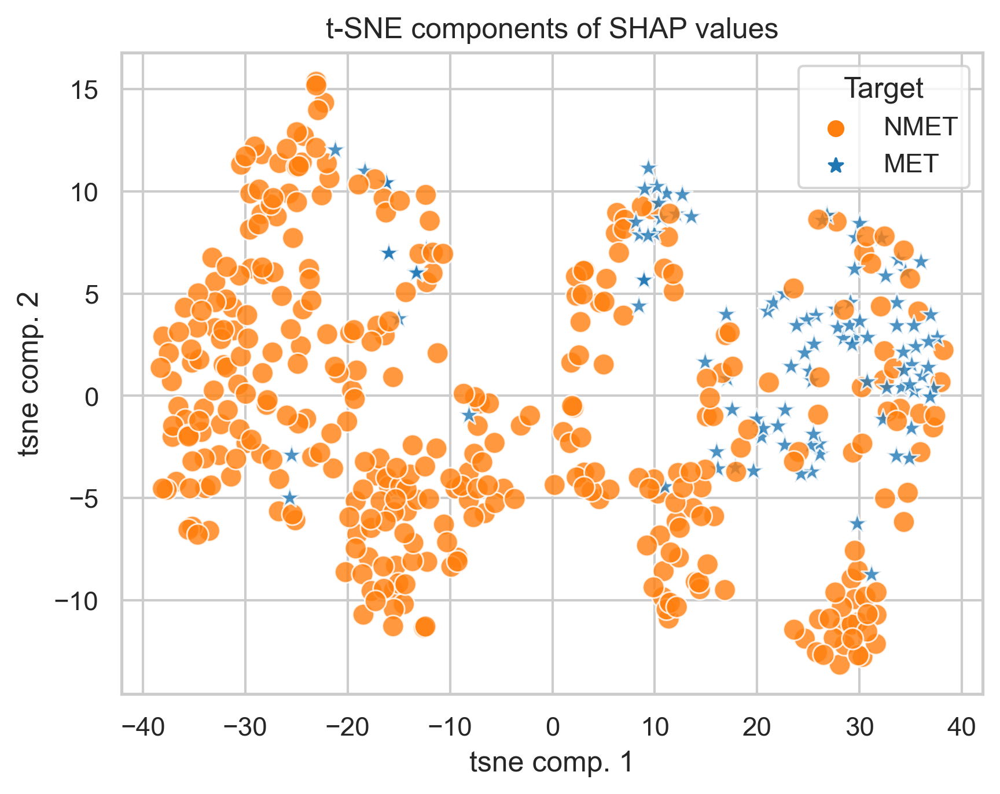 t-SNE components of SHAP values
Target
NMET
MET
tsne comp. 2
15
10
5
0
−5
−10
−40 −30 −20 −10 0 10 20 30 40
tsne comp. 1